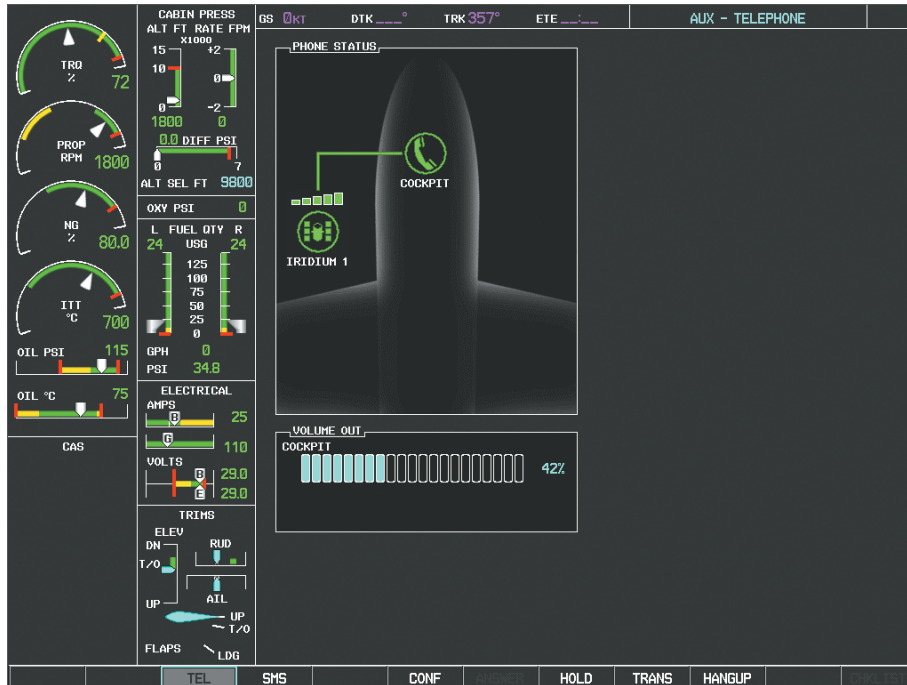 GS 0KT DTK ___° TRK 357° ETE __:__
AUX - TELEPHONE
TRQ
%
72
PROP
RPM
1800
NG
%
80.0
ITT
°C
700
OIL PSI
115
OIL °C
75
CAS
CABIN PRESS
ALT FT RATE FPM
X1000
15 +2
10
0
0 -2
1800 0
0.0 DIFF PSI
0 7
ALT SEL FT 9800
OXY PSI 0
L FUEL QTY R
24 USG 24
125
100
75
50
25
0
GPH 0
PSI 34.8
ELECTRICAL
AMPS
B
25
G
110
VOLTS
B
29.0
E
29.0
TRIMS
ELEV
DN
RUD
T/O
UP
AIL
UP
T/O
FLAPS
LDG
PHONE STATUS
COCKPIT
IRIDIUM 1
VOLUME OUT
COCKPIT
42%
TEL SMS CONF ANSWER HOLD TRANS HANGUP CHKLIST